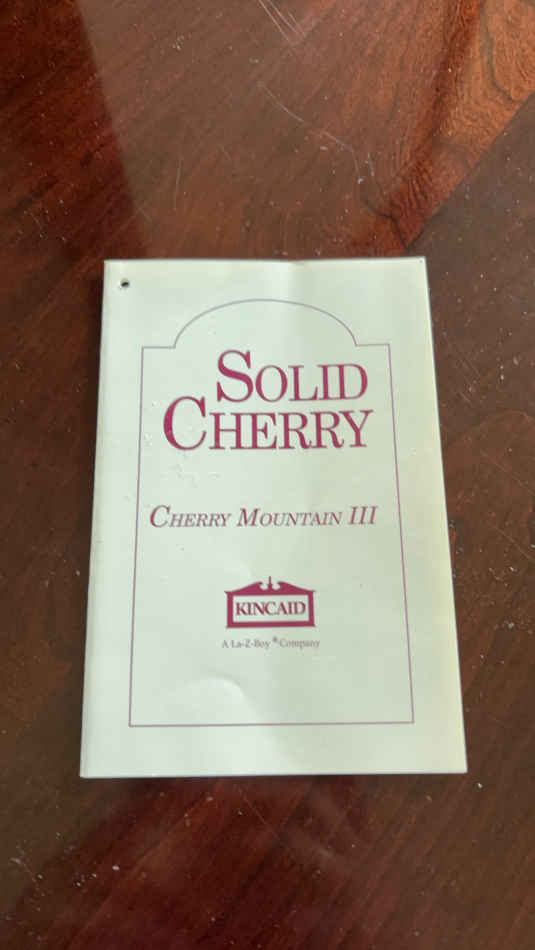 SOLID
CHERRY
CHERRY MOUNTAIN III
KINCAID
A La-Z-Boy ® Company